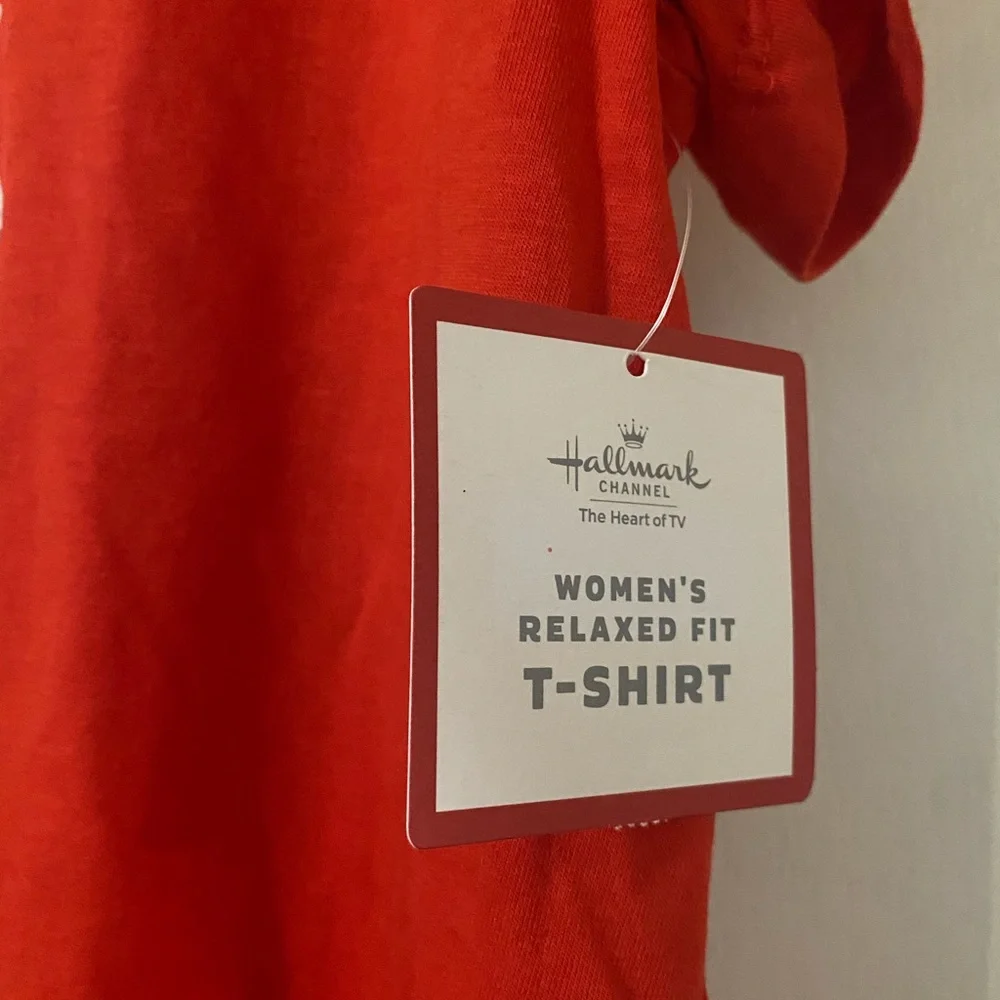 Hallmark
CHANNEL
The Heart of TV
WOMEN'S
RELAXED FIT
T-SHIRT